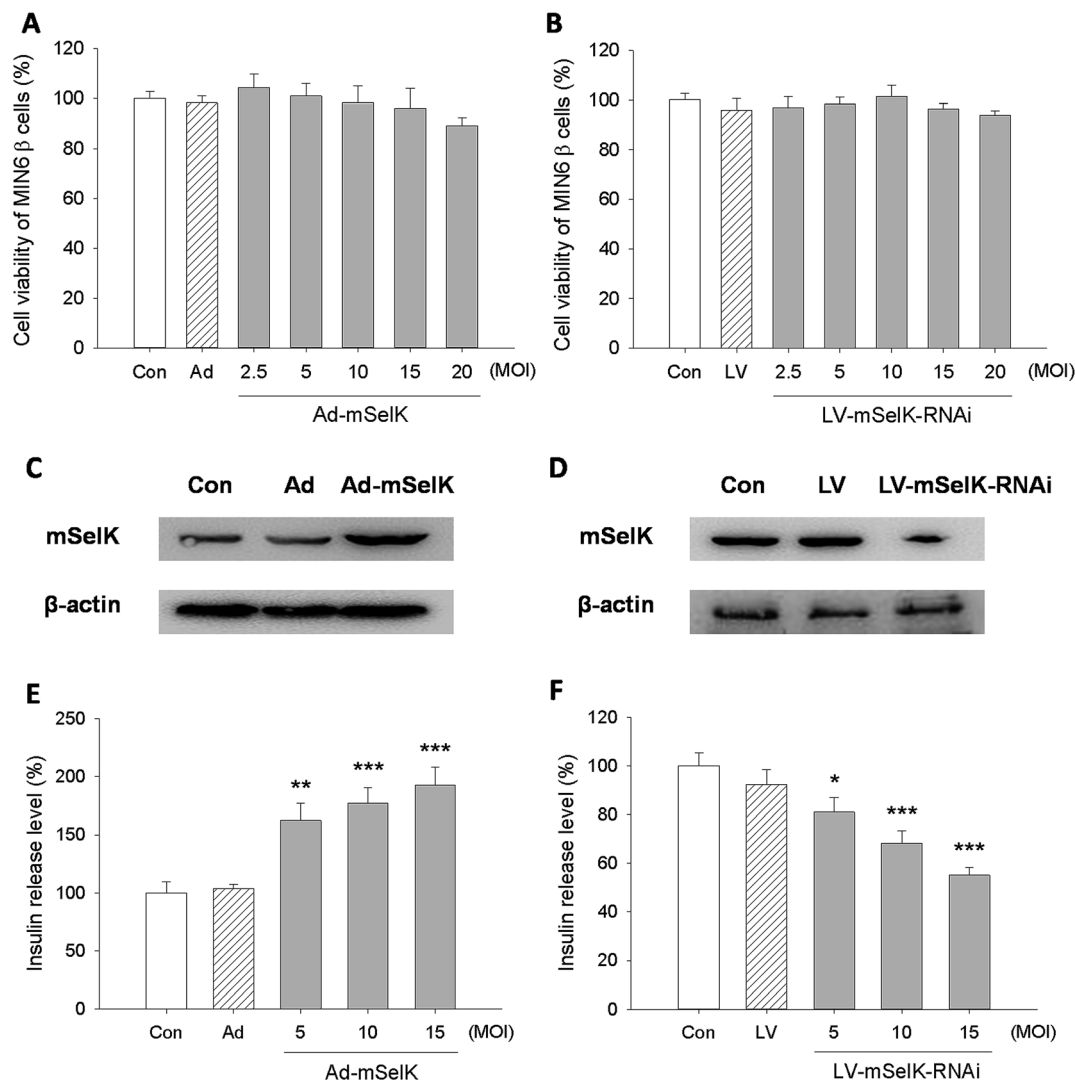 A
Cell viability of MIN6 β cells (%)
120
100
80
60
40
20
0
Con Ad 2.5 5 10 15 20 (MOI)
Ad-mSelK
B
Cell viability of MIN6 β cells (%)
120
100
80
60
40
20
0
Con LV 2.5 5 10 15 20 (MOI)
LV-mSelK-RNAi
C
Con Ad Ad-mSelK
mSelK
β-actin
D
Con LV LV-mSelK-RNAi
mSelK
β-actin
E
Insulin release level (%)
250
200
150
100
50
0
** *** ***
Con Ad 5 10 15 (MOI)
Ad-mSelK
F
Insulin release level (%)
120
100
80
60
40
20
0
* *** ***
Con LV 5 10 15 (MOI)
LV-mSelK-RNAi